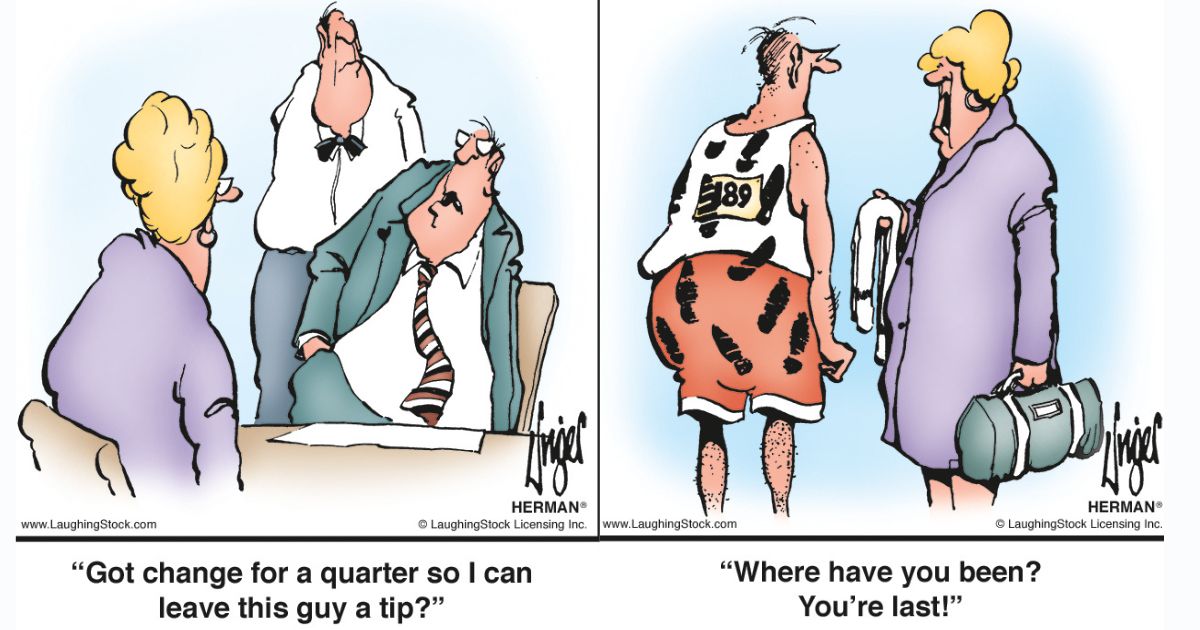 Unger
HERMAN®
www.LaughingStock.com
© LaughingStock Licensing Inc.
“Got change for a quarter so I can
leave this guy a tip?”
189
Unger
HERMAN®
www.LaughingStock.com
© LaughingStock Licensing Inc.
“Where have you been?
You’re last!”